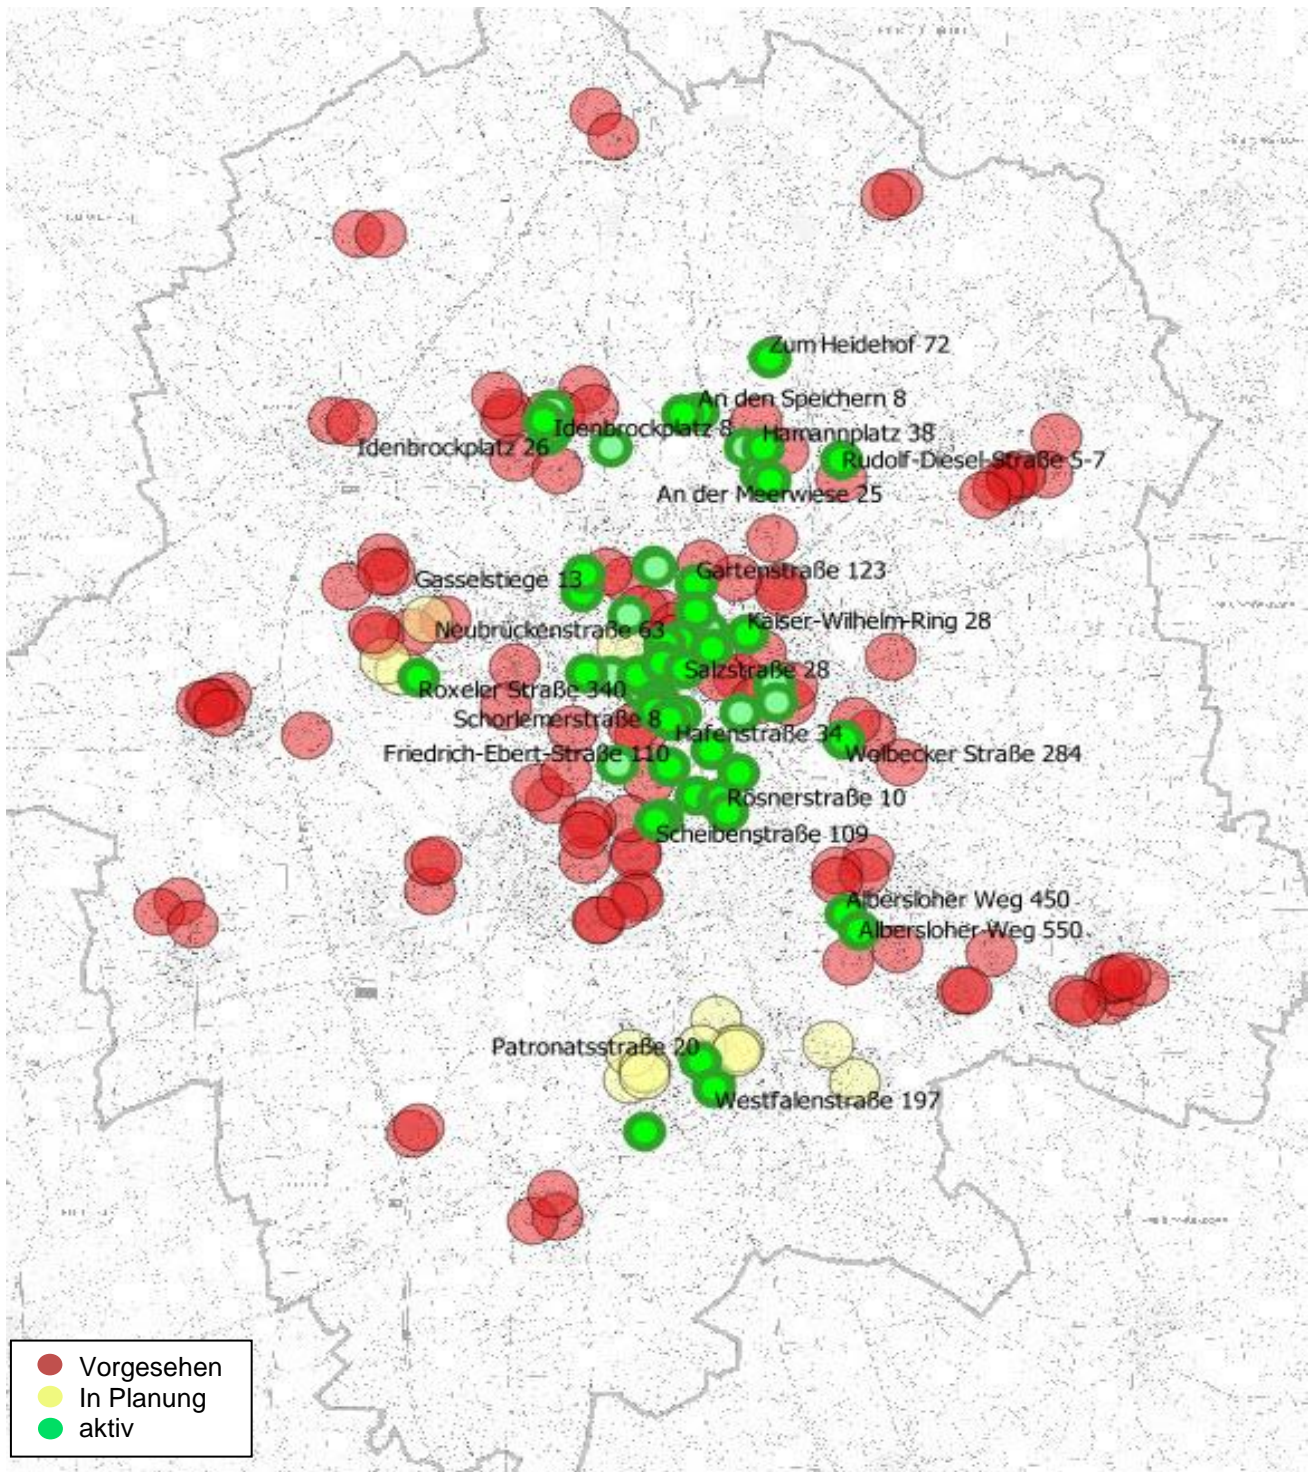 Zum Heidehof 72
An den Speichern 8
Idenbrockplatz 8
Hamannplatz 38
Idenbrockplatz 26
Rudolf-Diesel-Straße 5-7
An der Meerwiese 25
Gartenstraße 123
Gasselstiege 13
Kaiser-Wilhelm-Ring 28
Neubrückenstraße 63
Salzstraße 28
Roxeler Straße 340
Schorlemerstraße 8
Hafenstraße 34
Friedrich-Ebert-Straße 110
Wolbecker Straße 284
Rösnerstraße 10
Scheibenstraße 109
Albersloher Weg 450
Albersloher Weg 550
Patronatsstraße 20
Westfalenstraße 197
Vorgesehen
In Planung
aktiv